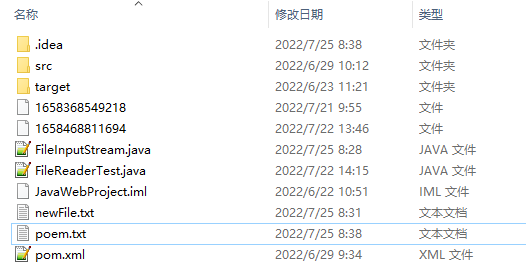 名称 修改日期 类型
.idea 2022/7/25 8:38 文件夹
src 2022/6/29 10:12 文件夹
target 2022/6/23 11:21 文件夹
1658368549218 2022/7/21 9:55 文件
1658468811694 2022/7/22 13:46 文件
FileInputStream.java 2022/7/25 8:28 JAVA 文件
FileReaderTest.java 2022/7/22 14:15 JAVA 文件
JavaWebProject.iml 2022/6/22 10:51 IML 文件
newFile.txt 2022/7/25 8:31 文本文档
poem.txt 2022/7/25 8:38 文本文档
pom.xml 2022/6/29 9:34 XML 文件